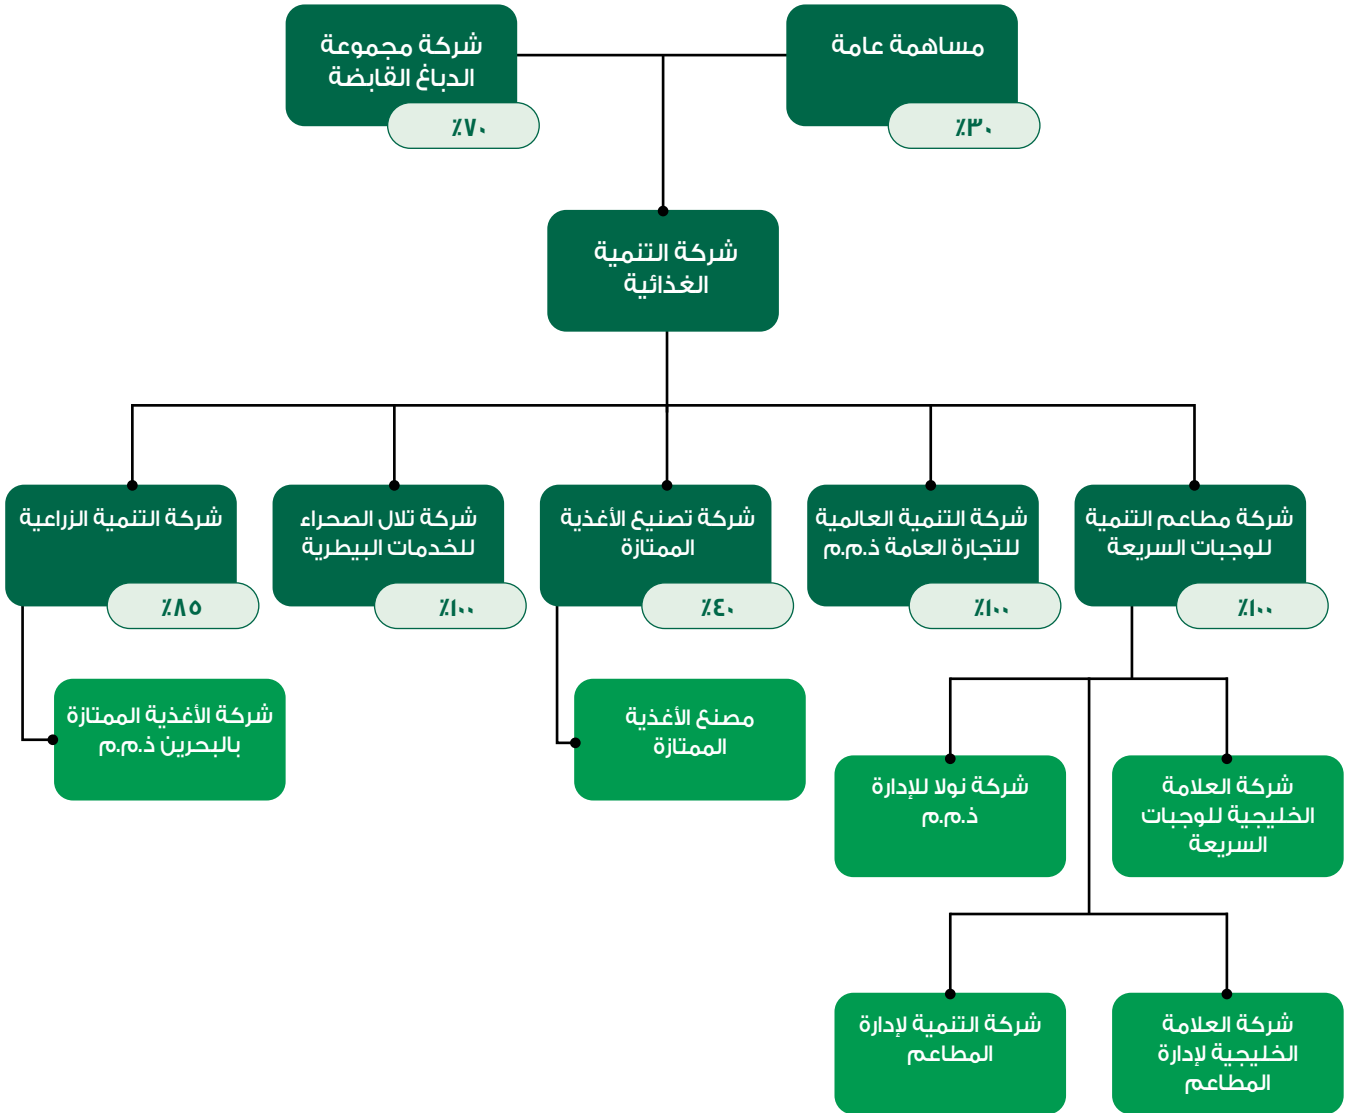 مساهمة عامة
٪٣٠
شركة مجموعة
الدباغ القابضة
٪٧٠
شركة التنمية
الغذائية
شركة مطاعم التنمية
للوجبات السريعة
٪١٠٠
شركة التنمية العالمية
للتجارة العامة ذ.م.م
٪١٠٠
شركة تصنيع الأغذية
الممتازة
٪٤٠
شركة تلال الصحراء
للخدمات البيطرية
٪١٠٠
شركة التنمية الزراعية
٪٨٥
شركة العلامة
الخليجية للوجبات
السريعة
شركة نولا للإدارة
ذ.م.م
مصنع الأغذية
الممتازة
شركة الأغذية الممتازة
بالبحرين ذ.م.م
شركة العلامة
الخليجية لإدارة
المطاعم
شركة التنمية لإدارة
المطاعم